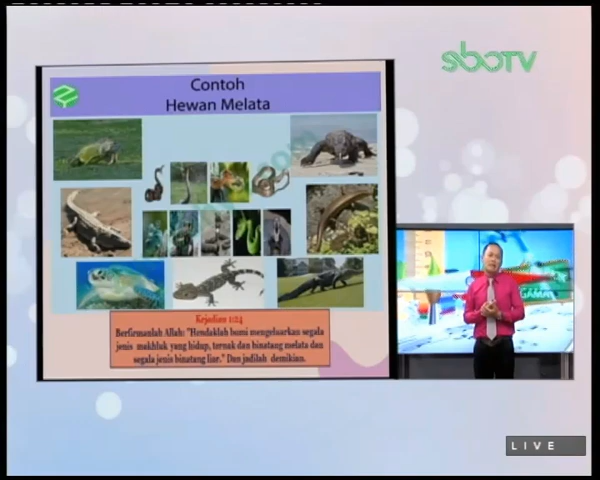 sboTV
Contoh
Hewan Melata
Kejadian 1:24
Berfirmanlah Allah: "Hendaklah bumi mengeluarkan segala
jenis makhluk yang hidup, ternak dan binatang melata dan
segala jenis binatang liar." Dan jadilah demikian.
AGAMA
LIVE